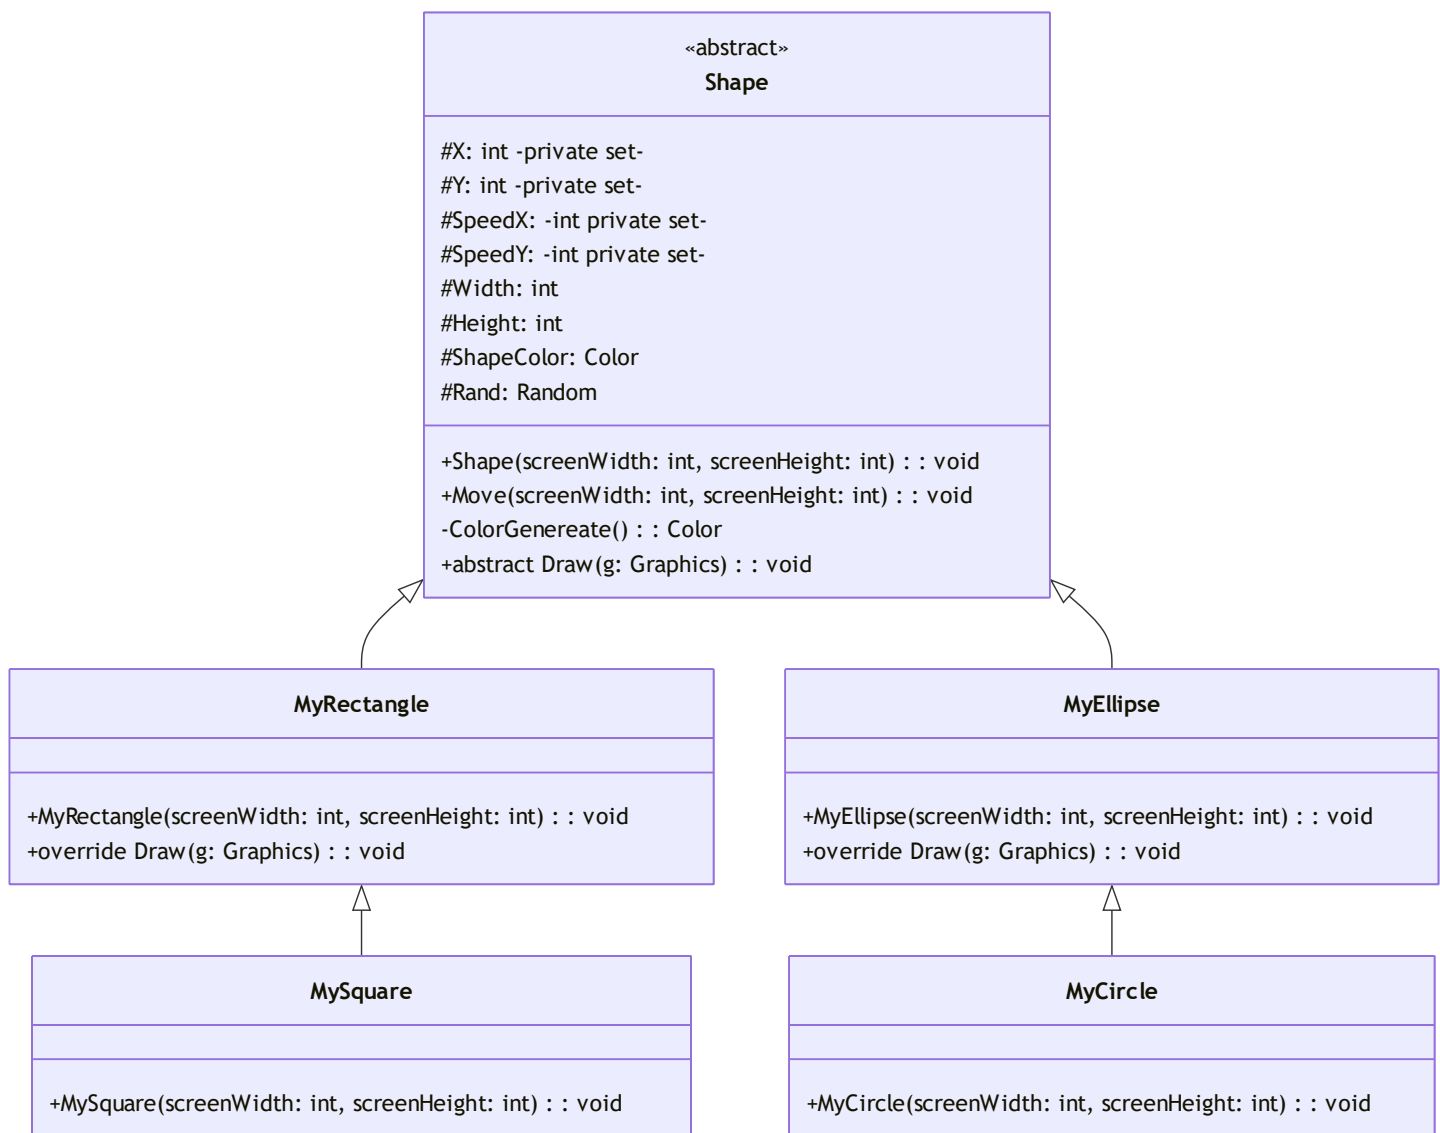 «abstract»
Shape
#X: int -private set-
#Y: int -private set-
#SpeedX: -int private set-
#SpeedY: -int private set-
#Width: int
#Height: int
#ShapeColor: Color
#Rand: Random
+Shape(screenWidth: int, screenHeight: int) : : void
+Move(screenWidth: int, screenHeight: int) : : void
-ColorGenereate() : : Color
+abstract Draw(g: Graphics) : : void
MyRectangle
+MyRectangle(screenWidth: int, screenHeight: int) : : void
+override Draw(g: Graphics) : : void
MyEllipse
+MyEllipse(screenWidth: int, screenHeight: int) : : void
+override Draw(g: Graphics) : : void
MySquare
+MySquare(screenWidth: int, screenHeight: int) : : void
MyCircle
+MyCircle(screenWidth: int, screenHeight: int) : : void